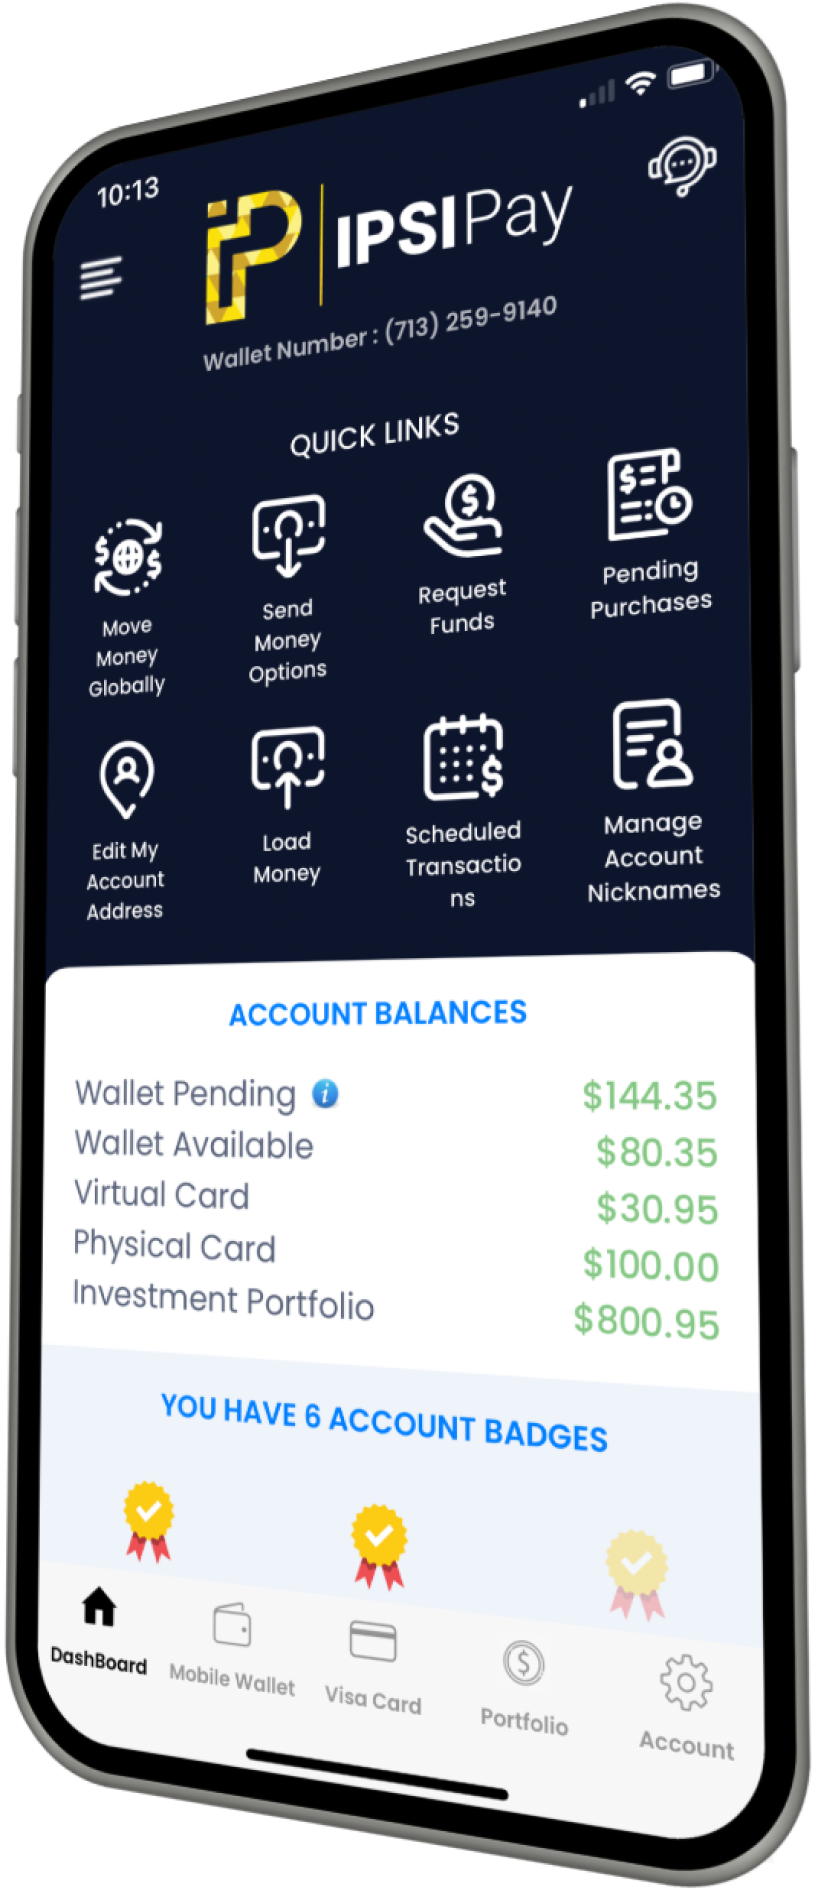 10:13
iP IPSIPay
Wallet Number : (713) 259-9140
QUICK LINKS
Move
Money
Globally
Send
Money
Options
Request
Funds
Pending
Purchases
Edit My
Account
Address
Load
Money
Scheduled
Transactio
ns
Manage
Account
Nicknames
ACCOUNT BALANCES
Wallet Pending i $144.35
Wallet Available $80.35
Virtual Card $30.95
Physical Card $100.00
Investment Portfolio $800.95
YOU HAVE 6 ACCOUNT BADGES
DashBoard
Mobile Wallet
Visa Card
Portfolio
Account